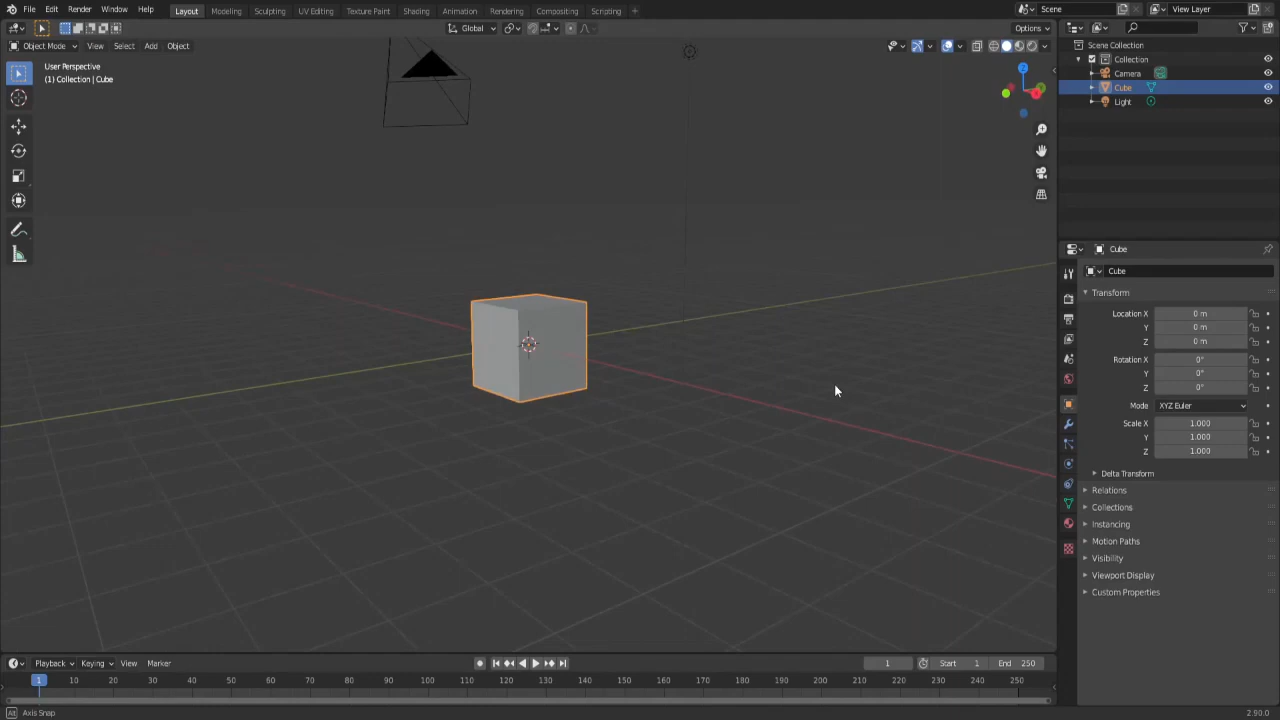 File Edit Render Window Help Layout Modeling Sculpting UV Editing Texture Paint Shading Animation Rendering Compositing Scripting + Scene View Layer
Global Options
Object Mode View Select Add Object
User Perspective
(1) Collection | Cube
Scene Collection
Collection
Camera
Cube
Light
Z
Cube
Cube
Transform
Location X 0 m
Y 0 m
Z 0 m
Rotation X 0°
Y 0°
Z 0°
Mode XYZ Euler
Scale X 1.000
Y 1.000
Z 1.000
Delta Transform
Relations
Collections
Instancing
Motion Paths
Visibility
Viewport Display
Custom Properties
Playback Keying View Marker 1 Start 1 End 250
1 10 20 30 40 50 60 70 80 90 100 110 120 130 140 150 160 170 180 190 200 210 220 230 240 250
Alt Axis Snap 2.90.0